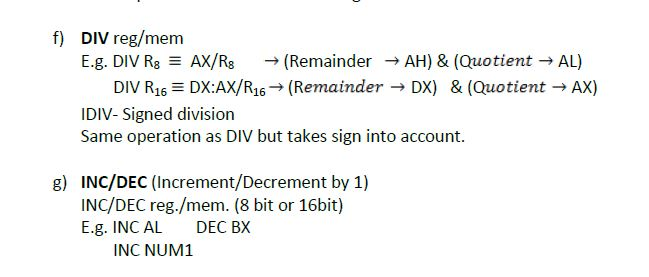 f) DIV reg/mem
E.g. DIV R₈ ≡ AX/R₈ → (Remainder → AH) & (Quotient → AL)
DIV R₁₆ ≡ DX:AX/R₁₆ → (Remainder → DX) & (Quotient → AX)
IDIV- Signed division
Same operation as DIV but takes sign into account.
g) INC/DEC (Increment/Decrement by 1)
INC/DEC reg./mem. (8 bit or 16bit)
E.g. INC AL DEC BX
INC NUM1